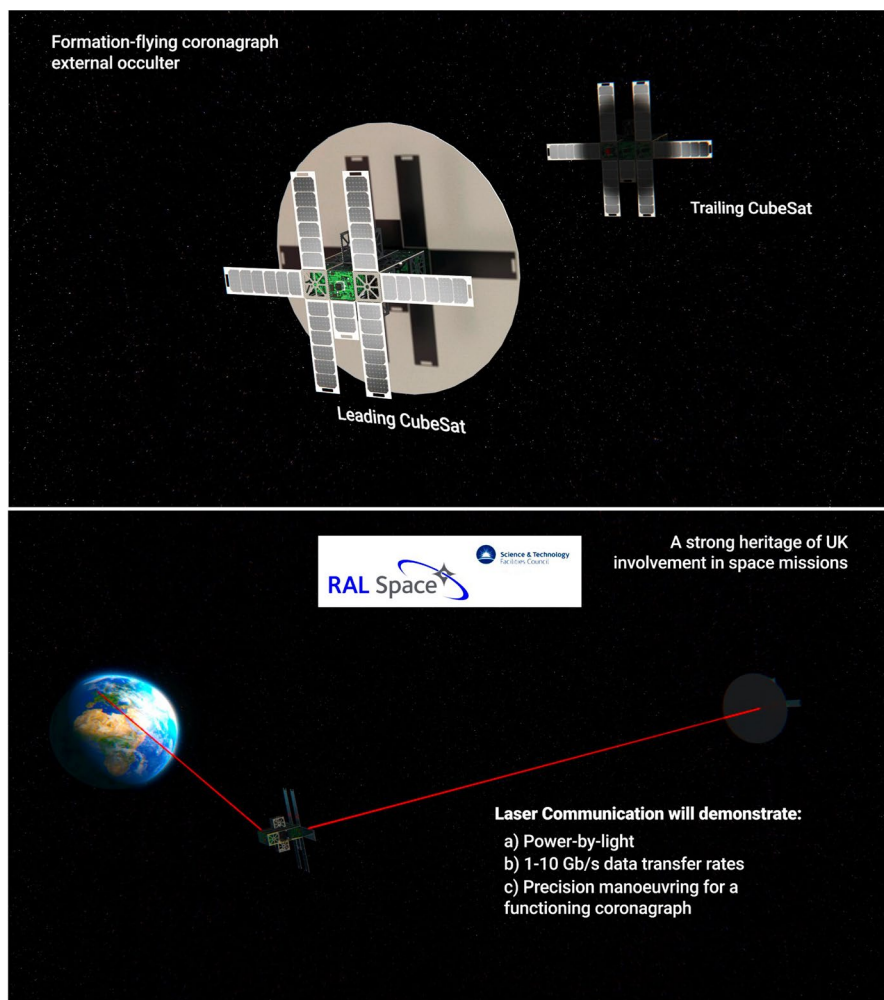 Formation-flying coronagraph
external occulter
Trailing CubeSat
Leading CubeSat
A strong heritage of UK
involvement in space missions
Science & Technology
Facilities Council
RAL Space
Laser Communication will demonstrate:
a) Power-by-light
b) 1-10 Gb/s data transfer rates
c) Precision manoeuvring for a
functioning coronagraph